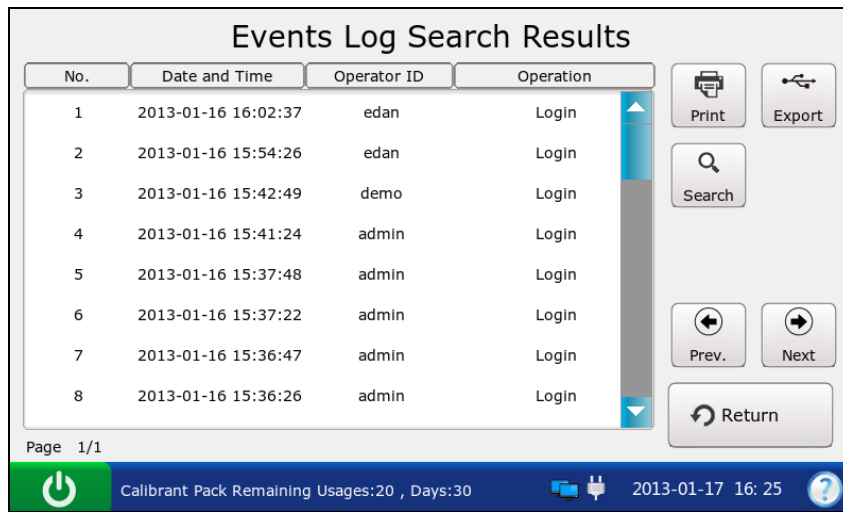 Events Log Search Results
No. Date and Time Operator ID Operation
1 2013-01-16 16:02:37 edan Login
2 2013-01-16 15:54:26 edan Login
3 2013-01-16 15:42:49 demo Login
4 2013-01-16 15:41:24 admin Login
5 2013-01-16 15:37:48 admin Login
6 2013-01-16 15:37:22 admin Login
7 2013-01-16 15:36:47 admin Login
8 2013-01-16 15:36:26 admin Login
Print Export
Search
Prev. Next
Return
Page 1/1
Calibrant Pack Remaining Usages:20 , Days:30 2013-01-17 16: 25 ?